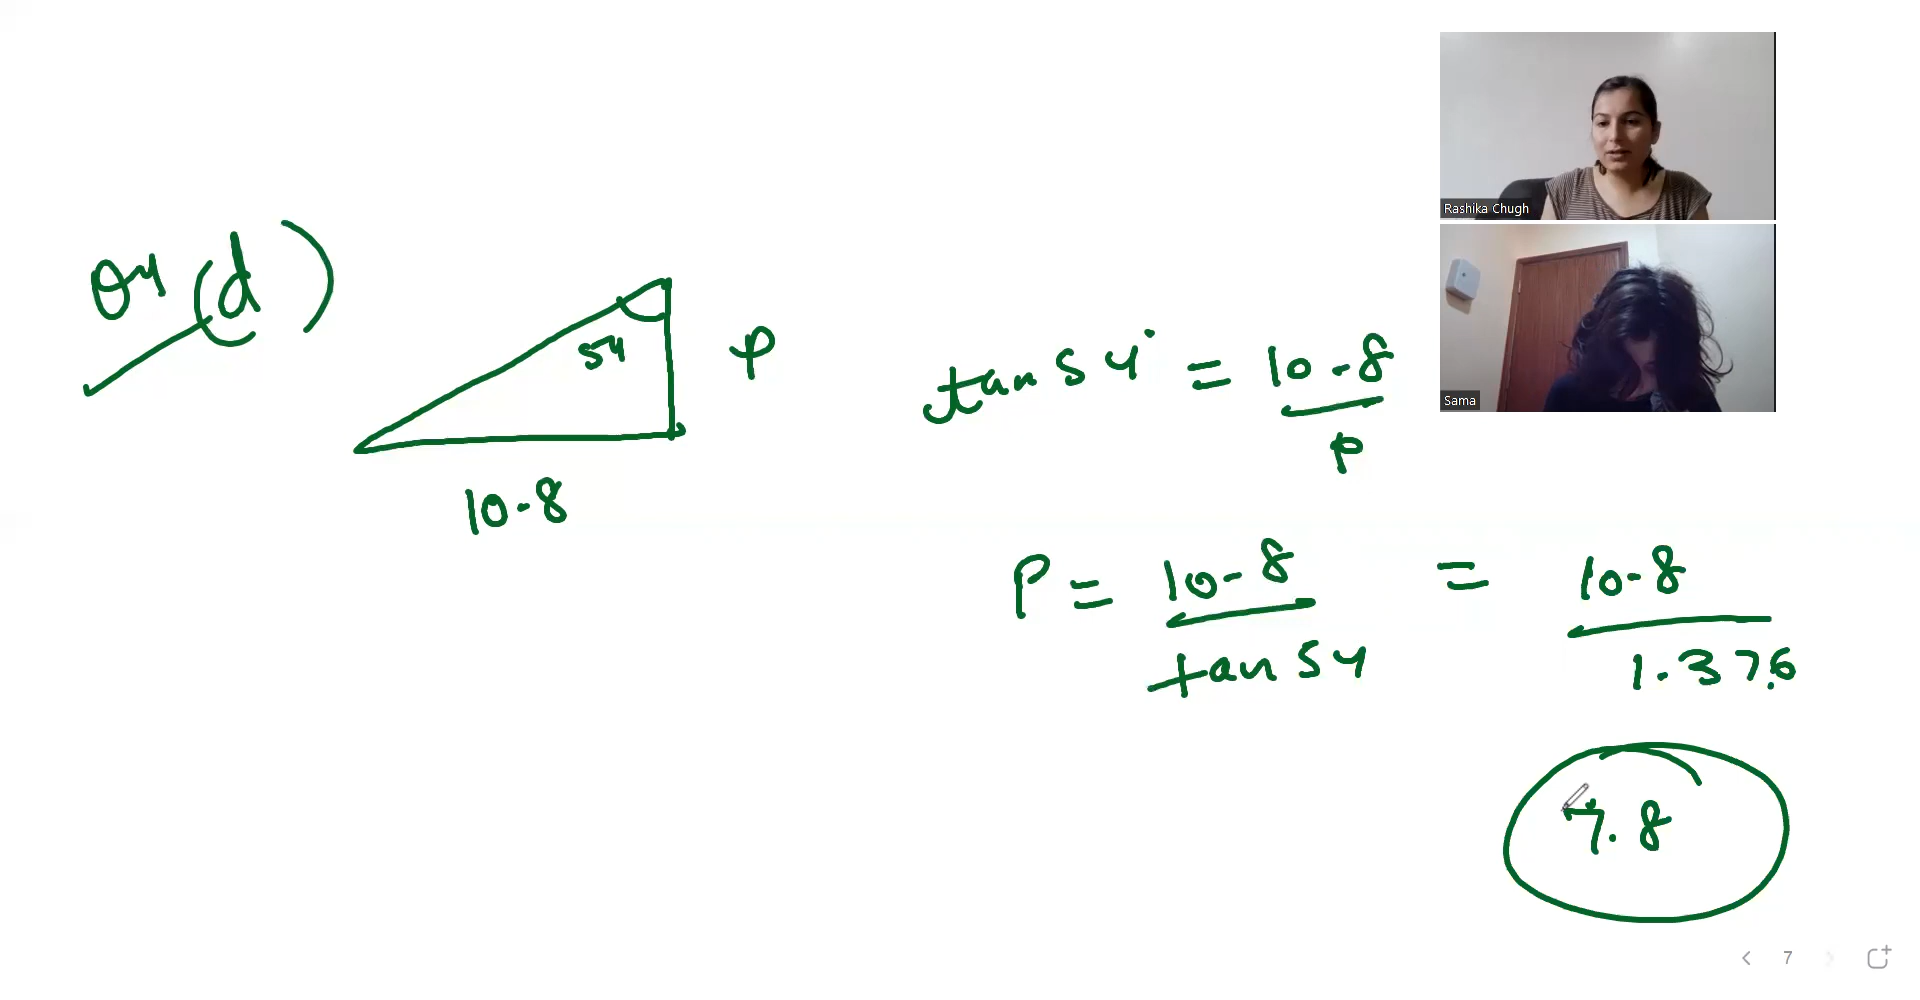 Q4 (d)
54
p
10.8
tan 54° = 10.8
p
P = 10.8 = 10.8
tan 54 1.376
7.8
Rashika Chugh
Sama
7